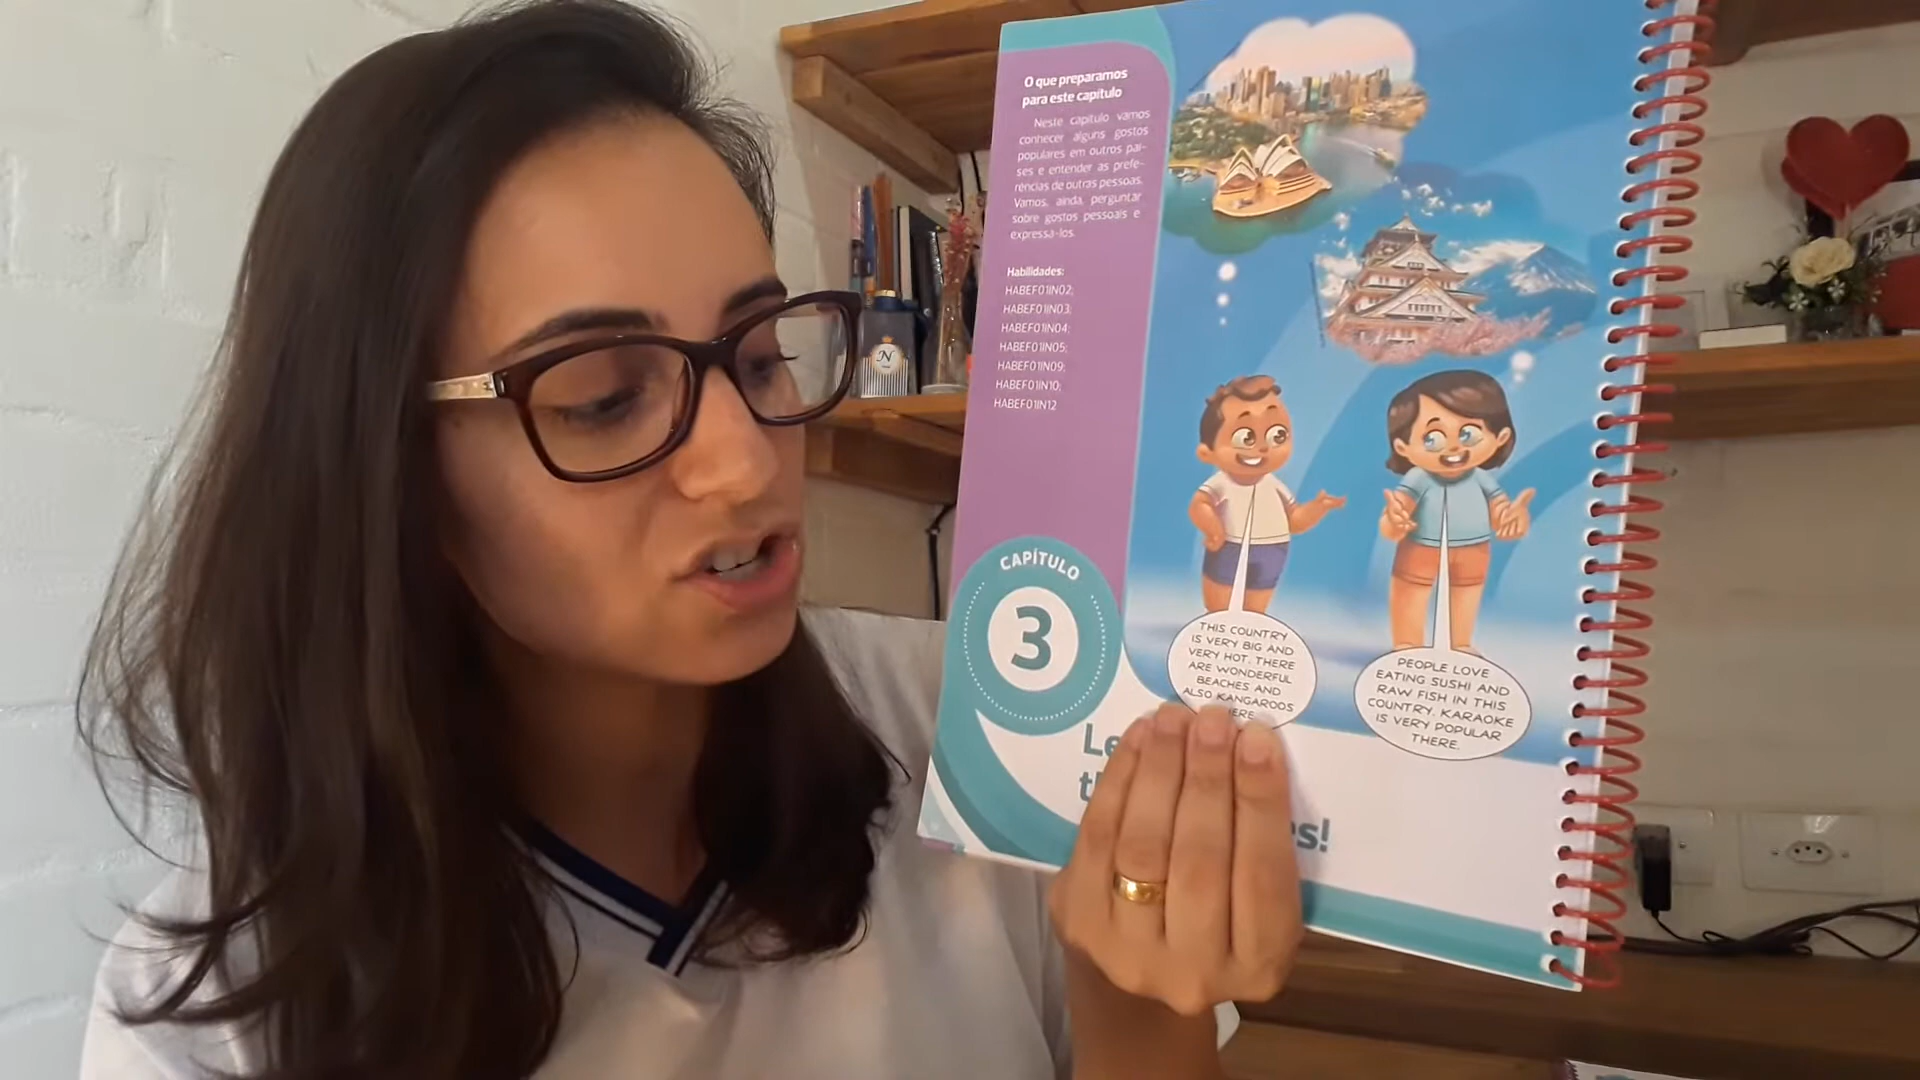 O que preparamos
para este capítulo
Neste capítulo vamos
conhecer alguns gostos
populares em outros paí-
ses e entender as prefe-
rências de outras pessoas.
Vamos, ainda, perguntar
sobre gostos pessoais e
expressá-los.
Habilidades:
HABEF01IN02;
HABEF01IN03;
HABEF01IN04;
HABEF01IN05;
HABEF01IN09;
HABEF01IN10;
HABEF01IN12
CAPÍTULO
3
THIS COUNTRY
IS VERY BIG AND
VERY HOT. THERE
ARE WONDERFUL
BEACHES AND
ALSO KANGAROOS
PEOPLE LOVE
EATING SUSHI AND
RAW FISH IN THIS
COUNTRY. KARAOKE
IS VERY POPULAR
THERE.
N